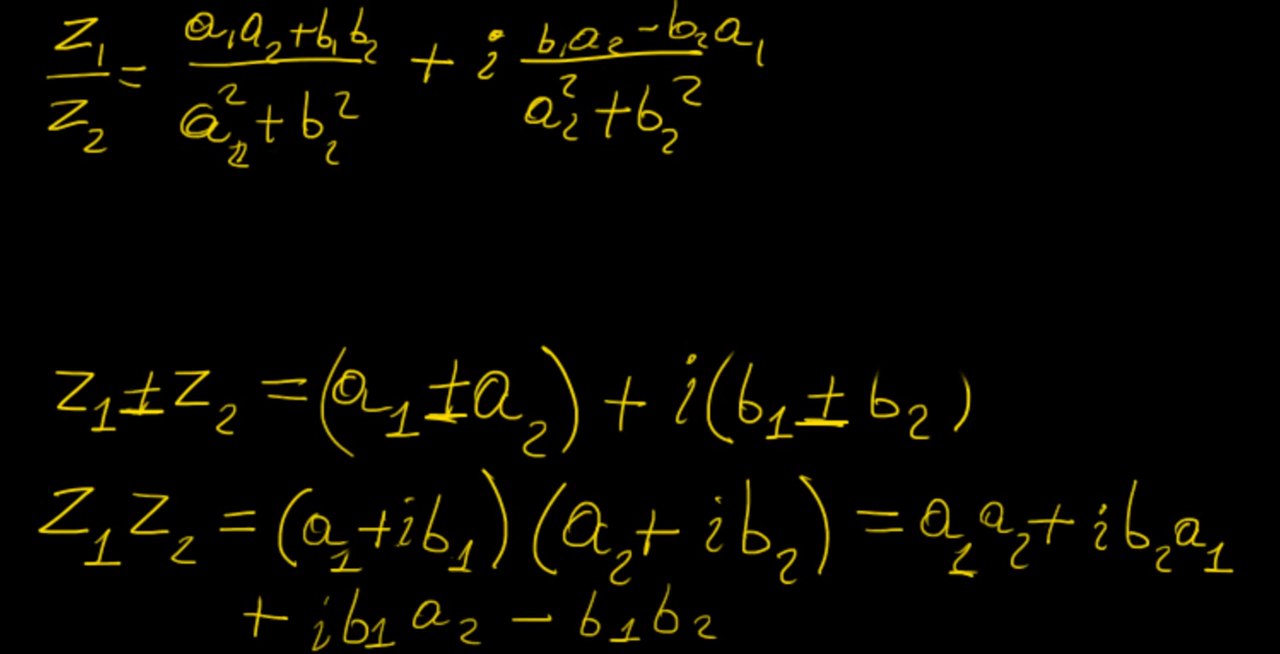 z₁/z₂ = (a₁a₂+b₁b₂)/(a₂²+b₂²) + i (b₁a₂-b₂a₁)/(a₂²+b₂²)
z₁±z₂ = (a₁±a₂) + i(b₁±b₂)
z₁z₂ = (a₁+ib₁)(a₂+ib₂) = a₁a₂+ib₂a₁
+ib₁a₂-b₁b₂